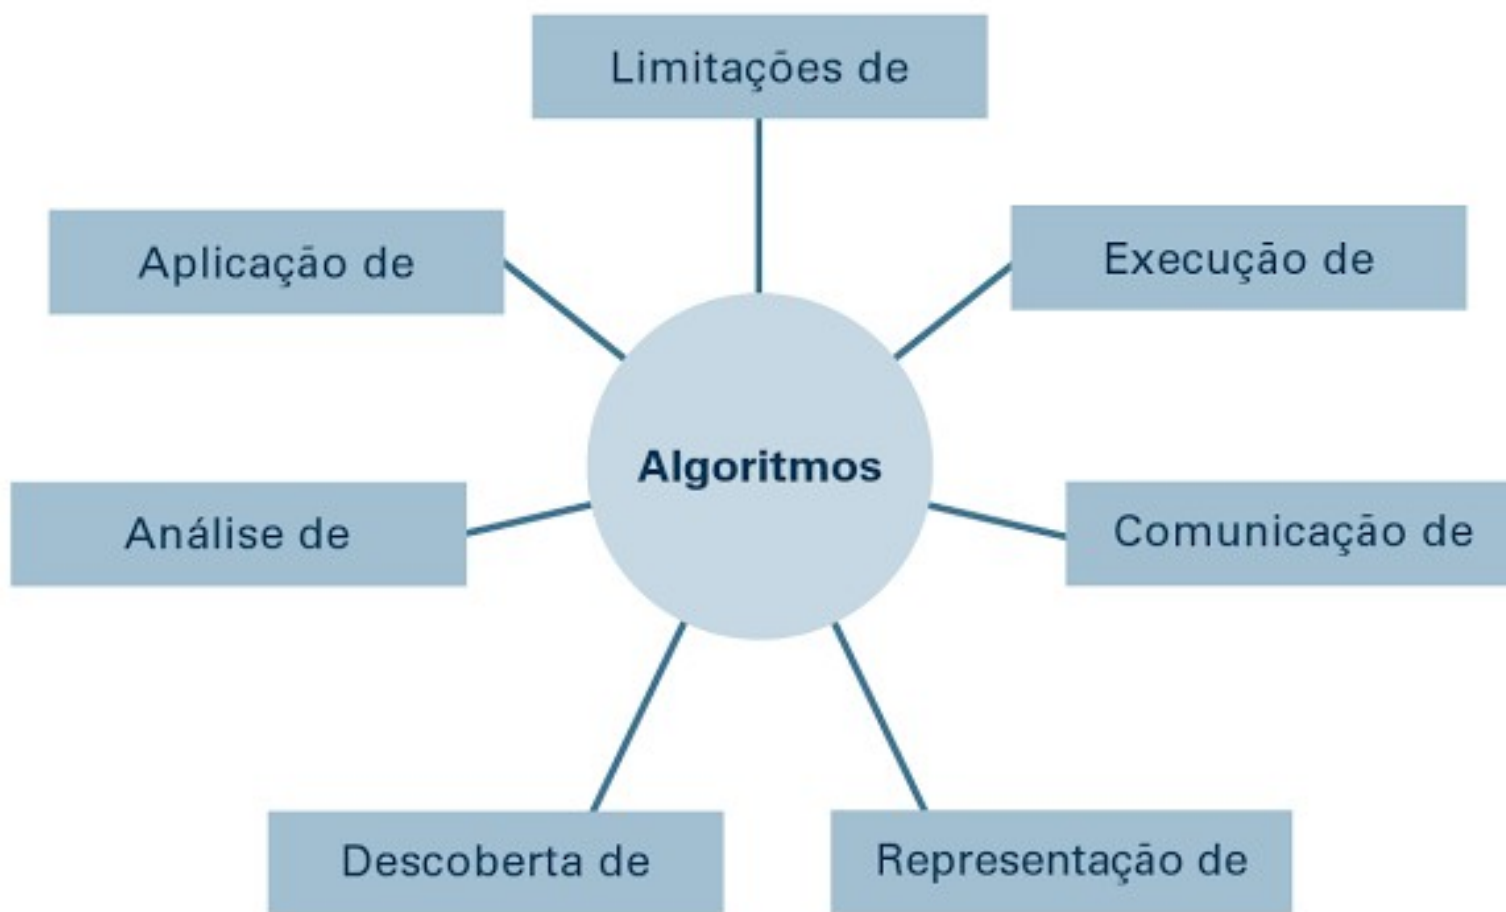 Limitações de
Aplicação de
Execução de
Algoritmos
Análise de
Comunicação de
Descoberta de
Representação de